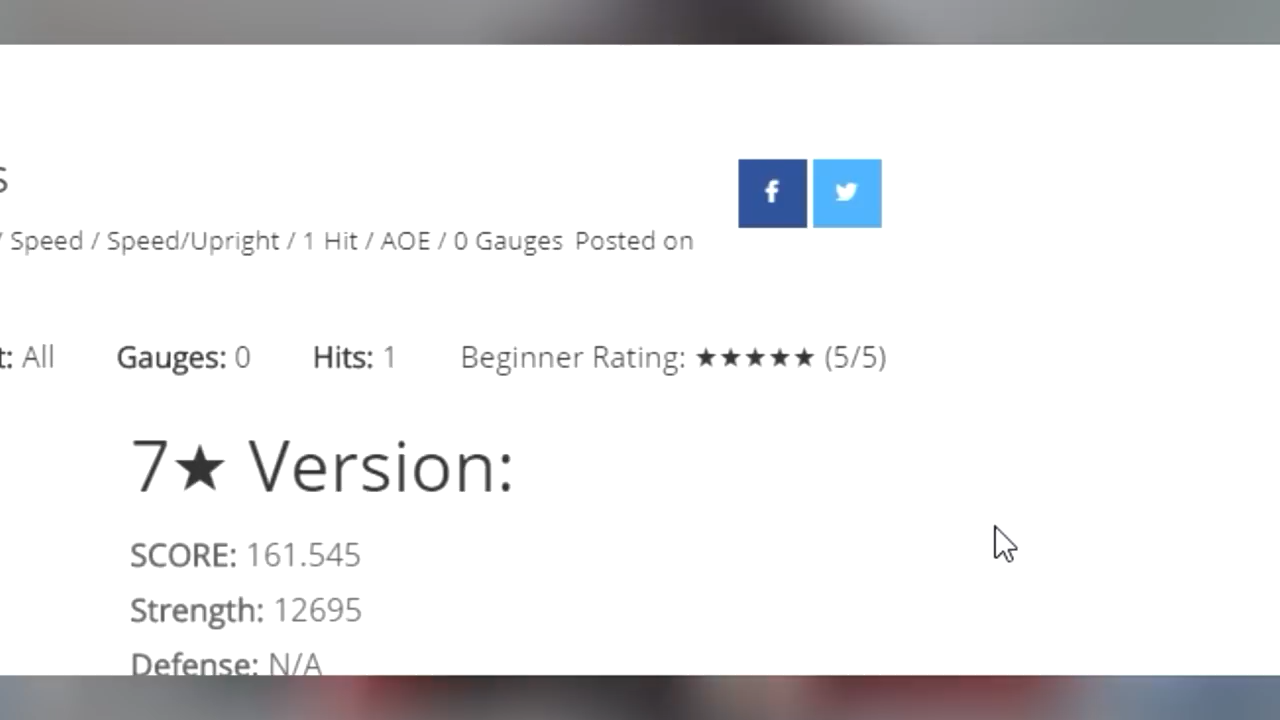 s
/ Speed / Speed/Upright / 1 Hit / AOE / 0 Gauges Posted on
t: All Gauges: 0 Hits: 1 Beginner Rating: ★★★★★ (5/5)
7★ Version:
SCORE: 161.545
Strength: 12695
Defense: N/A